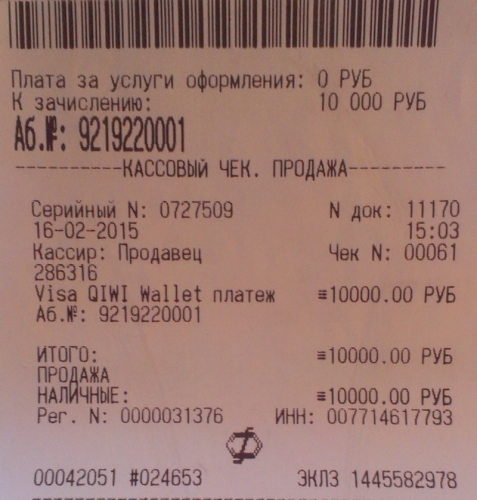 Плата за услуги оформления: 0 РУБ
К зачислению: 10 000 РУБ
Аб.№: 9219220001
----------КАССОВЫЙ ЧЕК. ПРОДАЖА---------
Серийный N: 0727509 N док: 11170
16-02-2015 15:03
Кассир: Продавец Чек N: 00061
286316
Visa QIWI Wallet платеж ≡10000.00 РУБ
Аб.№: 9219220001
ИТОГО: ≡10000.00 РУБ
ПРОДАЖА
НАЛИЧНЫЕ: ≡10000.00 РУБ
Рег. N: 0000031376 ИНН: 007714617793
00042051 #024653 ЭКЛЗ 1445582978